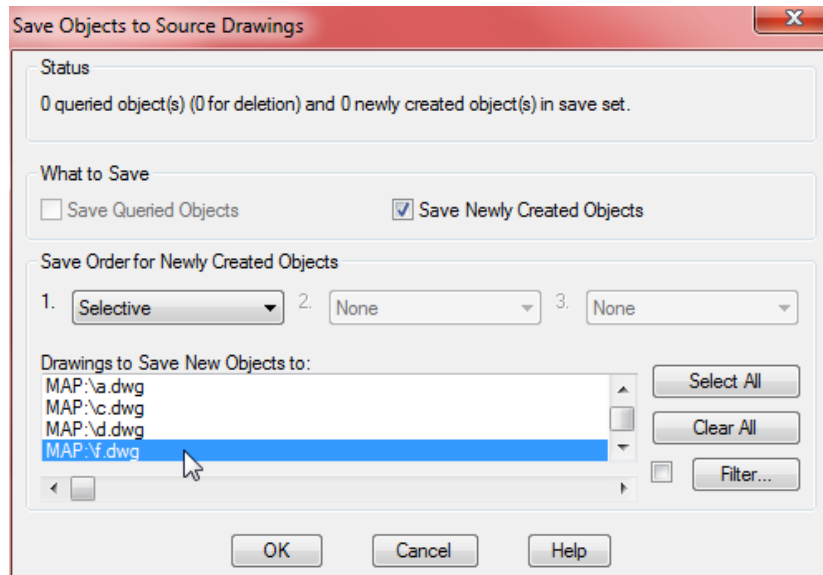 Save Objects to Source Drawings
Status
0 queried object(s) (0 for deletion) and 0 newly created object(s) in save set.
What to Save
Save Queried Objects Save Newly Created Objects
Save Order for Newly Created Objects
1. Selective 2. None 3. None
Drawings to Save New Objects to:
MAP:\a.dwg
MAP:\c.dwg
MAP:\d.dwg
MAP:\f.dwg
Select All
Clear All
Filter...
OK Cancel Help